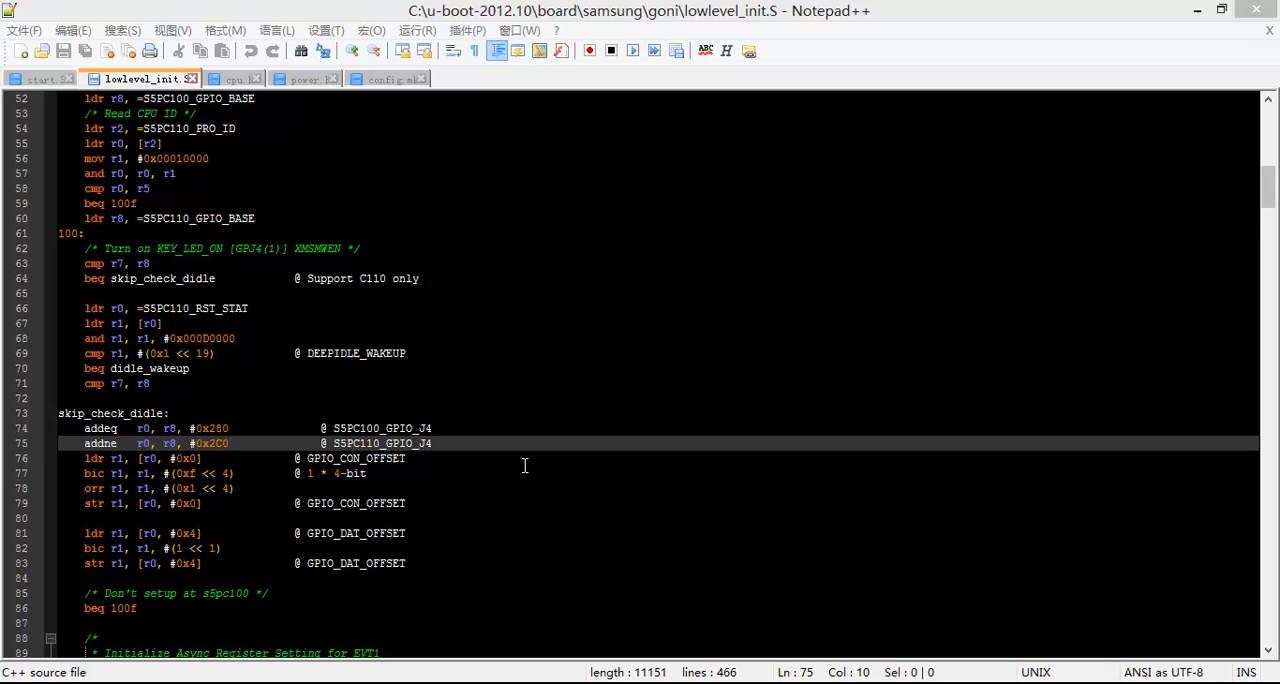 C:\u-boot-2012.10\board\samsung\goni\lowlevel_init.S - Notepad++
文件(F) 编辑(E) 搜索(S) 视图(V) 格式(M) 语言(L) 设置(T) 宏(O) 运行(R) 插件(P) 窗口(W) ? X
start.S lowlevel_init.S cpu. power. config.mk
52 ldr r8, =S5PC100_GPIO_BASE
53 /* Read CPU ID */
54 ldr r2, =S5PC110_PRO_ID
55 ldr r0, [r2]
56 mov r1, #0x00010000
57 and r0, r0, r1
58 cmp r0, r5
59 beq 100f
60 ldr r8, =S5PC110_GPIO_BASE
61 100:
62 /* Turn on KEY_LED_ON [GPJ4(1)] XMSMWEN */
63 cmp r7, r8
64 beq skip_check_didle @ Support C110 only
65
66 ldr r0, =S5PC110_RST_STAT
67 ldr r1, [r0]
68 and r1, r1, #0x000D0000
69 cmp r1, #(0x1 << 19) @ DEEPIDLE_WAKEUP
70 beq didle_wakeup
71 cmp r7, r8
72
73 skip_check_didle:
74 addeq r0, r8, #0x280 @ S5PC100_GPIO_J4
75 addne r0, r8, #0x2C0 @ S5PC110_GPIO_J4
76 ldr r1, [r0, #0x0] @ GPIO_CON_OFFSET
77 bic r1, r1, #(0xf << 4) @ 1 * 4-bit
78 orr r1, r1, #(0x1 << 4)
79 str r1, [r0, #0x0] @ GPIO_CON_OFFSET
80
81 ldr r1, [r0, #0x4] @ GPIO_DAT_OFFSET
82 bic r1, r1, #(1 << 1)
83 str r1, [r0, #0x4] @ GPIO_DAT_OFFSET
84
85 /* Don't setup at s5pc100 */
86 beq 100f
87
88 /*
89 * Initialize Async Register Setting for EVT1
C++ source file length : 11151 lines : 466 Ln : 75 Col : 10 Sel : 0 | 0 UNIX ANSI as UTF-8 INS